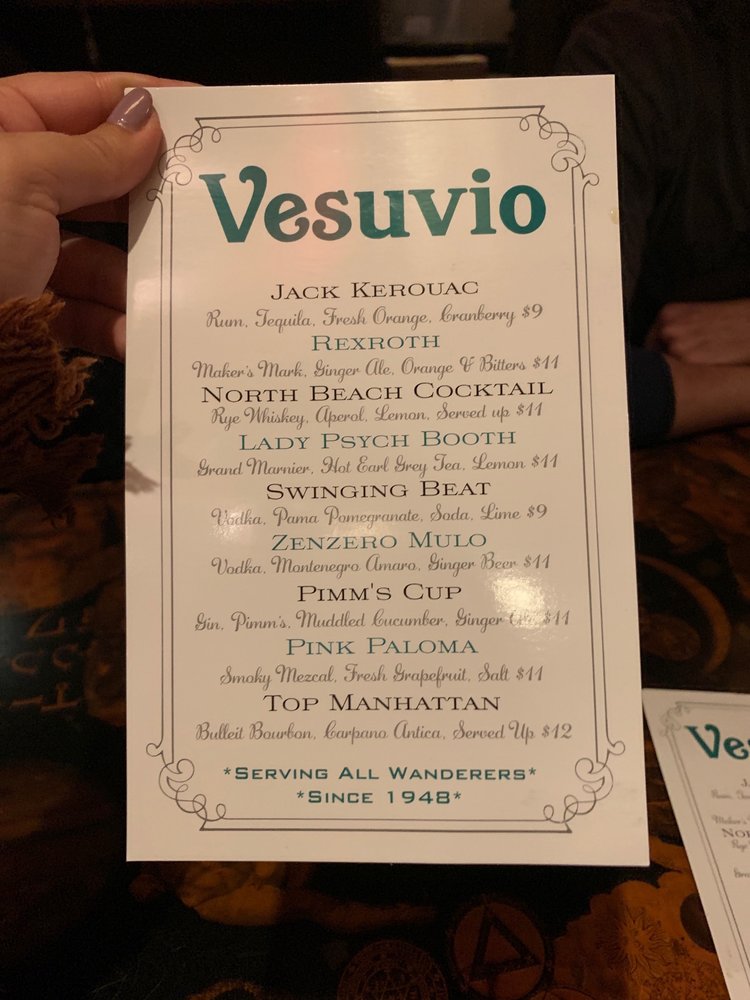 Vesuvio
Jack Kerouac
Rum, Tequila, Fresh Orange, Cranberry $9
Rexroth
Maker's Mark, Ginger Ale, Orange & Bitters $11
North Beach Cocktail
Rye Whiskey, Aperol, Lemon, Served up $11
Lady Psych Booth
Grand Marnier, Hot Earl Grey Tea, Lemon $11
Swinging Beat
Vodka, Pama Pomegranate, Soda, Lime $9
Zenzero Mulo
Vodka, Montenegro Amaro, Ginger Beer $11
Pimm's Cup
Gin, Pimm's, Muddled Cucumber, Ginger $11
Pink Paloma
Smoky Mezcal, Fresh Grapefruit, Salt $11
Top Manhattan
Bulleit Bourbon, Carpano Antica, Served Up $12
*Serving All Wanderers*
*Since 1948*
Ves